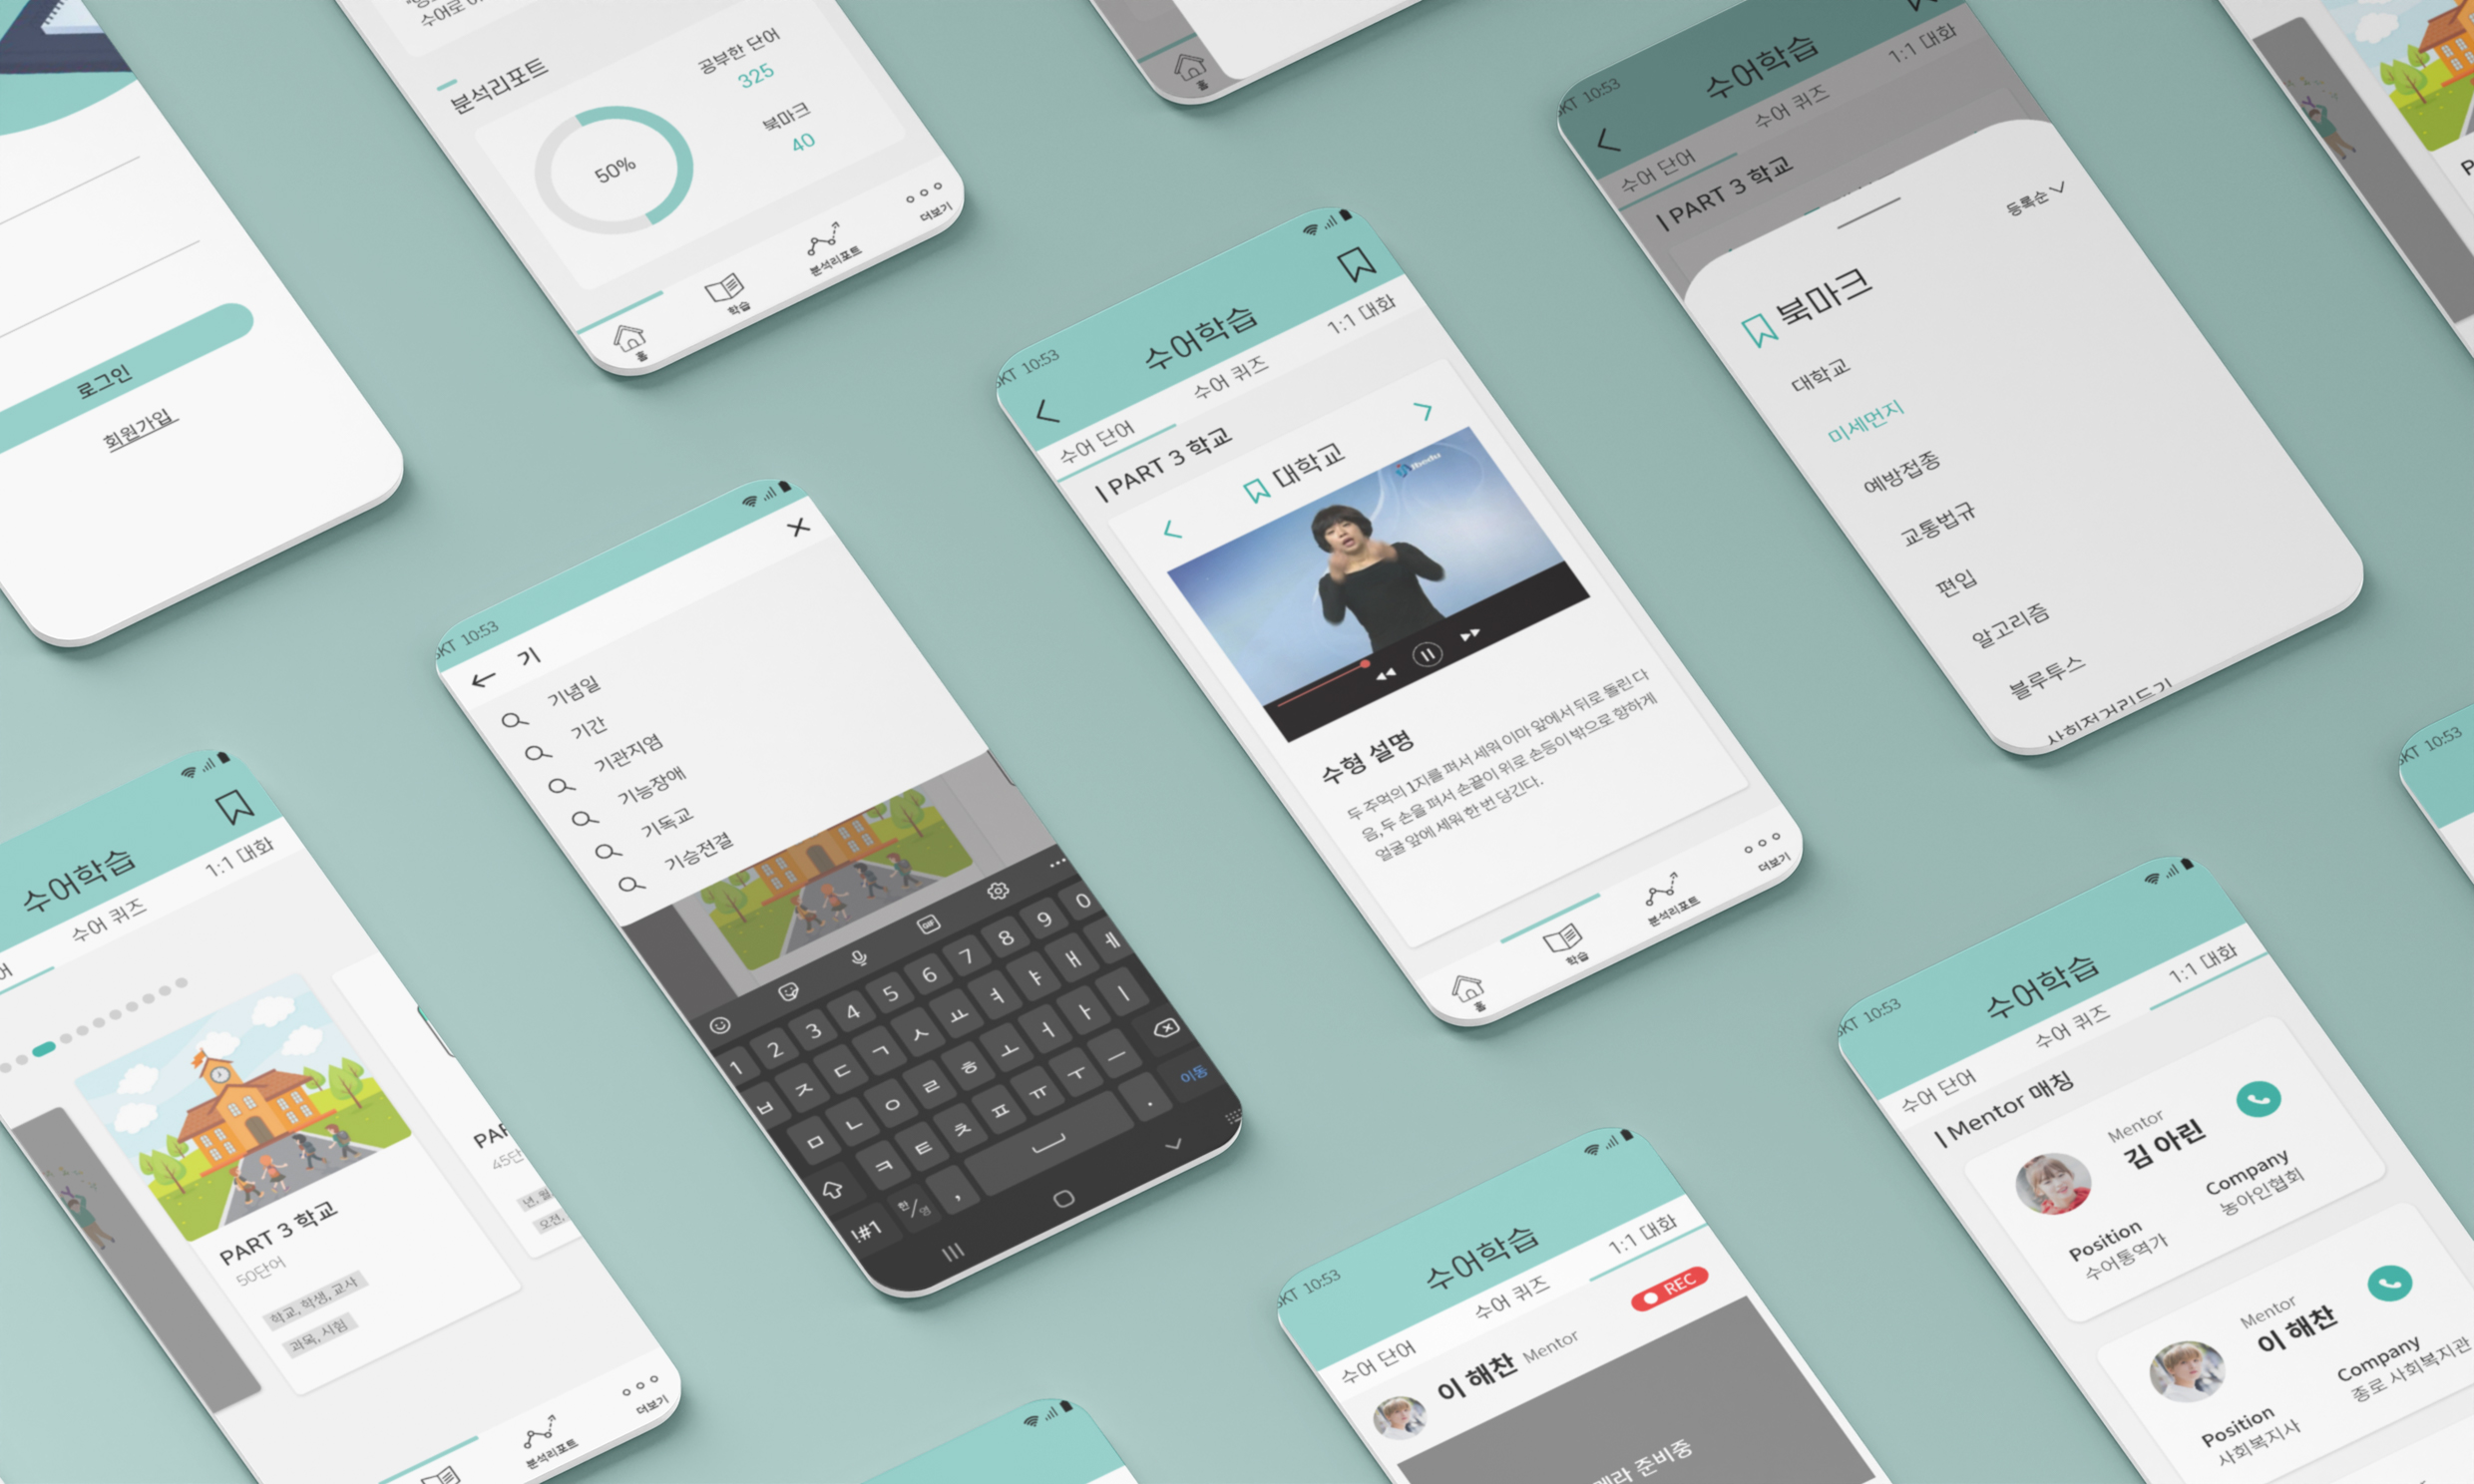 로그인
회원가입
수어로
분석리포트
50%
공부한 단어
325
북마크
40
홈
학습
분석리포트
더보기
홈
SKT 10:53
수어학습
수어 단어
수어 퀴즈
1:1 대화
| PART 3 학교
등록순
북마크
대학교
미세먼지
예방접종
교통법규
편입
알고리즘
블루투스
사회적거리두기
SKT 10:53
수어학습
수어 단어
수어 퀴즈
1:1 대화
| PART 3 학교
대학교
jbedu
수형 설명
두 주먹의 1지를 펴서 세워 이마 앞에서 뒤로 돌린 다
음, 두 손을 펴서 손끝이 위로 손등이 밖으로 향하게
얼굴 앞에 세워 한 번 당긴다.
홈
학습
분석리포트
더보기
SKT 10:53
기
기념일
기간
기관지염
기능장애
기독교
기승전결
GIF
1 2 3 4 5 6 7 8 9 0
ㅂ ㅈ ㄷ ㄱ ㅅ ㅛ ㅕ ㅑ ㅐ ㅔ
ㅁ ㄴ ㅇ ㄹ ㅎ ㅗ ㅓ ㅏ ㅣ
ㅋ ㅌ ㅊ ㅍ ㅠ ㅜ ㅡ
!#1 한/영 , . 이동
수어학습
어
수어 퀴즈
1:1 대화
PART 3 학교
50단어
학교, 학생, 교사
과목, 시험
PAR
45단
년, 월
오전,
분석리포트
더보기
SKT 10:53
수어학습
수어 단어
수어 퀴즈
1:1 대화
REC
이 해찬 Mentor
메라 준비중
SKT 10:53
수어학습
수어 단어
수어 퀴즈
1:1 대화
| Mentor 매칭
Mentor
김 아린
Position
수어통역가
Company
농아인협회
Mentor
이 해찬
Position
사회복지사
Company
종로 사회복지관
SKT 10:53